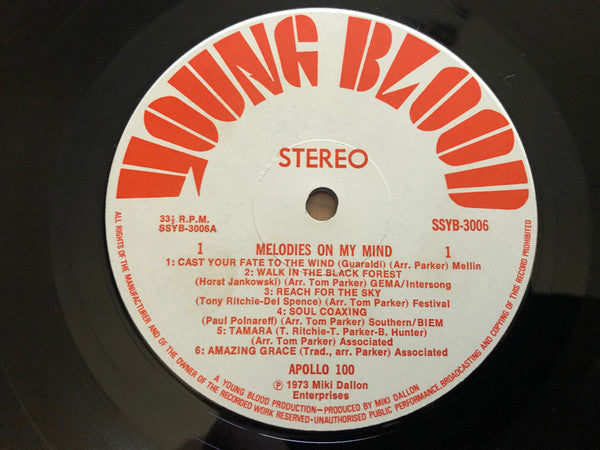 YOUNG BLOOD
STEREO
33⅓ R.P.M.
SSYB-3006A
SSYB-3006
1 MELODIES ON MY MIND 1
1: CAST YOUR FATE TO THE WIND (Guaraldi) (Arr. Parker) Mellin
2: WALK IN THE BLACK FOREST
(Horst Jankowski) (Arr. Tom Parker) GEMA/Intersong
3: REACH FOR THE SKY
(Tony Ritchie-Del Spence) (Arr. Tom Parker) Festival
4: SOUL COAXING
(Paul Polnareff) (Arr. Tom Parker) Southern/BIEM
5: TAMARA (T. Ritchie-T. Parker-B. Hunter)
(Arr. Tom Parker) Associated
6: AMAZING GRACE (Trad., arr. Parker) Associated
APOLLO 100
℗ 1973 Miki Dallon
Enterprises
A YOUNG BLOOD PRODUCTION–PRODUCED BY MIKI DALLON
ALL RIGHTS OF THE MANUFACTURER AND OF THE OWNER OF THE RECORDED WORK RESERVED-UNAUTHORISED PUBLIC PERFORMANCE, BROADCASTING AND COPYING OF THIS RECORD PROHIBITED